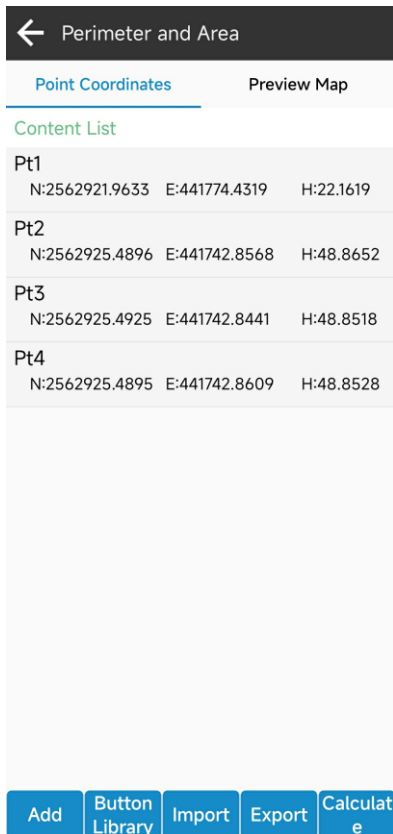 Perimeter and Area
Point Coordinates Preview Map
Content List
Pt1
N:2562921.9633 E:441774.4319 H:22.1619
Pt2
N:2562925.4896 E:441742.8568 H:48.8652
Pt3
N:2562925.4925 E:441742.8441 H:48.8518
Pt4
N:2562925.4895 E:441742.8609 H:48.8528
Add Button Library Import Export Calculate